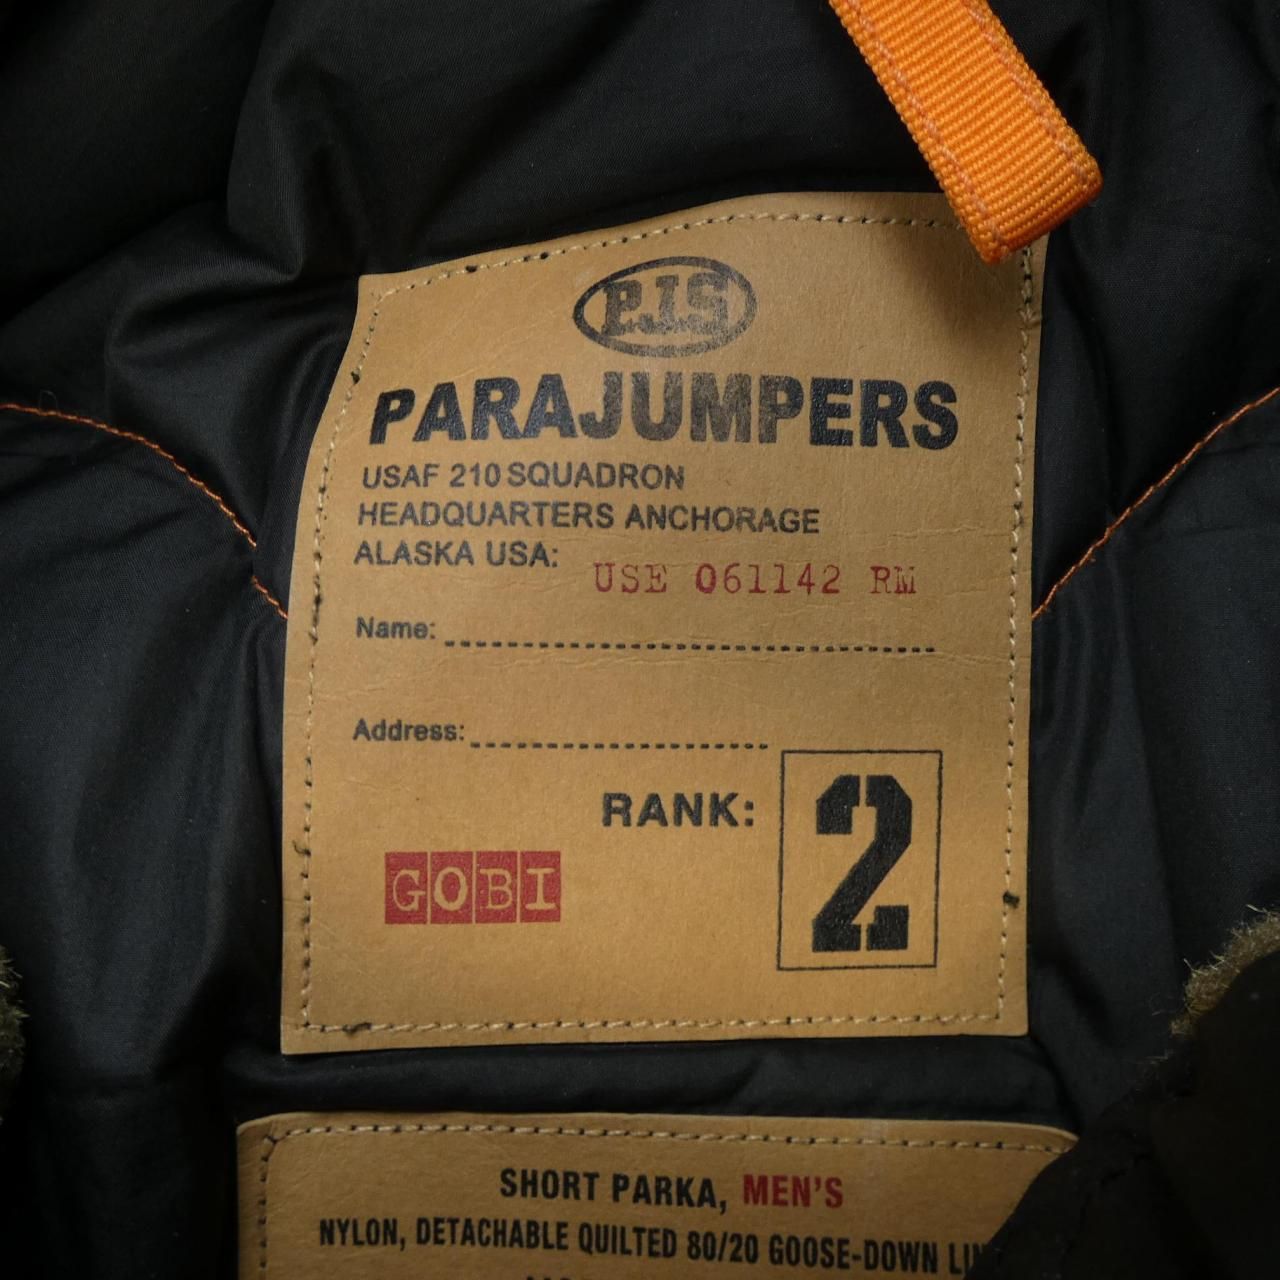 P.J.S
PARAJUMPERS
USAF 210 SQUADRON
HEADQUARTERS ANCHORAGE
ALASKA USA:
USE 061142 RM
Name:
Address:
RANK: 2
GOBI
SHORT PARKA, MEN'S
NYLON, DETACHABLE QUILTED 80/20 GOOSE-DOWN